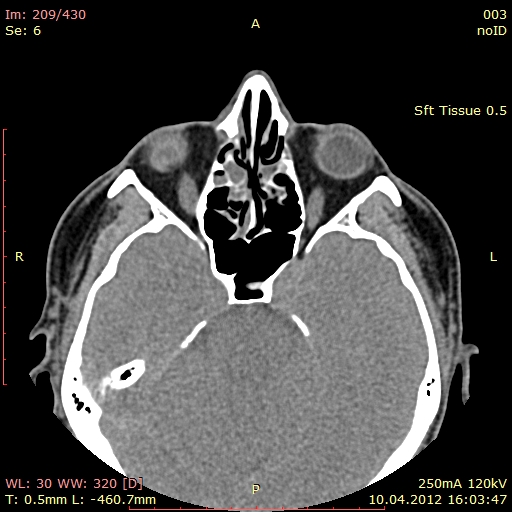 Im: 209/430
Se: 6
A
003
noID
Sft Tissue 0.5
R
L
WL: 30 WW: 320 [D]
T: 0.5mm L: -460.7mm
P
250mA 120kV
10.04.2012 16:03:47